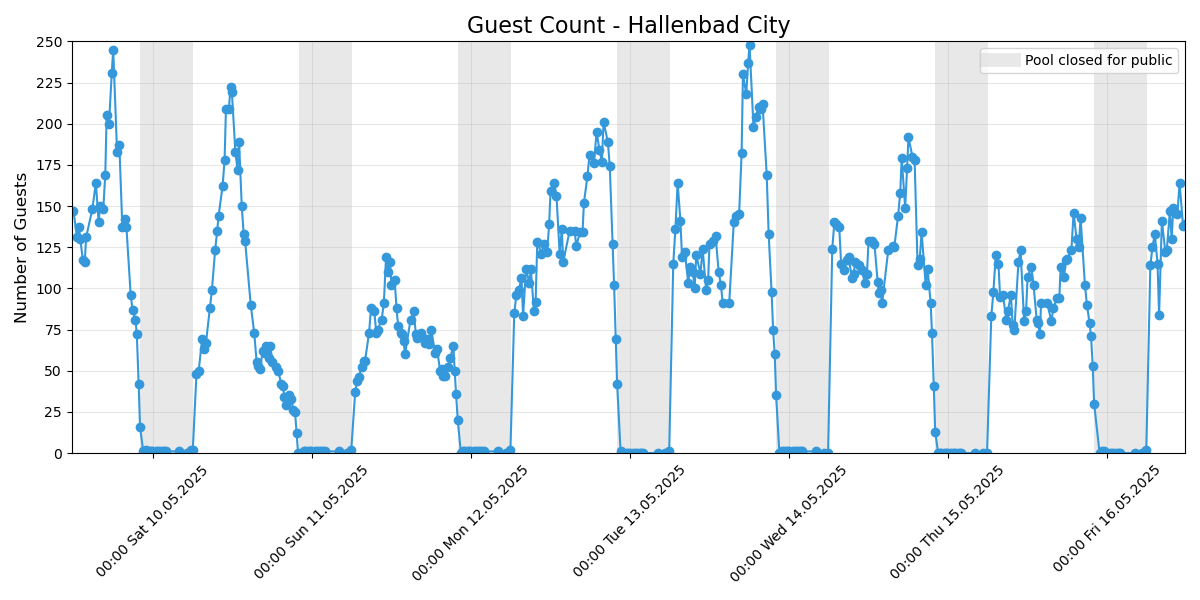 Guest Count - Hallenbad City
Pool closed for public
Number of Guests
250
225
200
175
150
125
100
75
50
25
0
00:00 Sat 10.05.2025
00:00 Sun 11.05.2025
00:00 Mon 12.05.2025
00:00 Tue 13.05.2025
00:00 Wed 14.05.2025
00:00 Thu 15.05.2025
00:00 Fri 16.05.2025